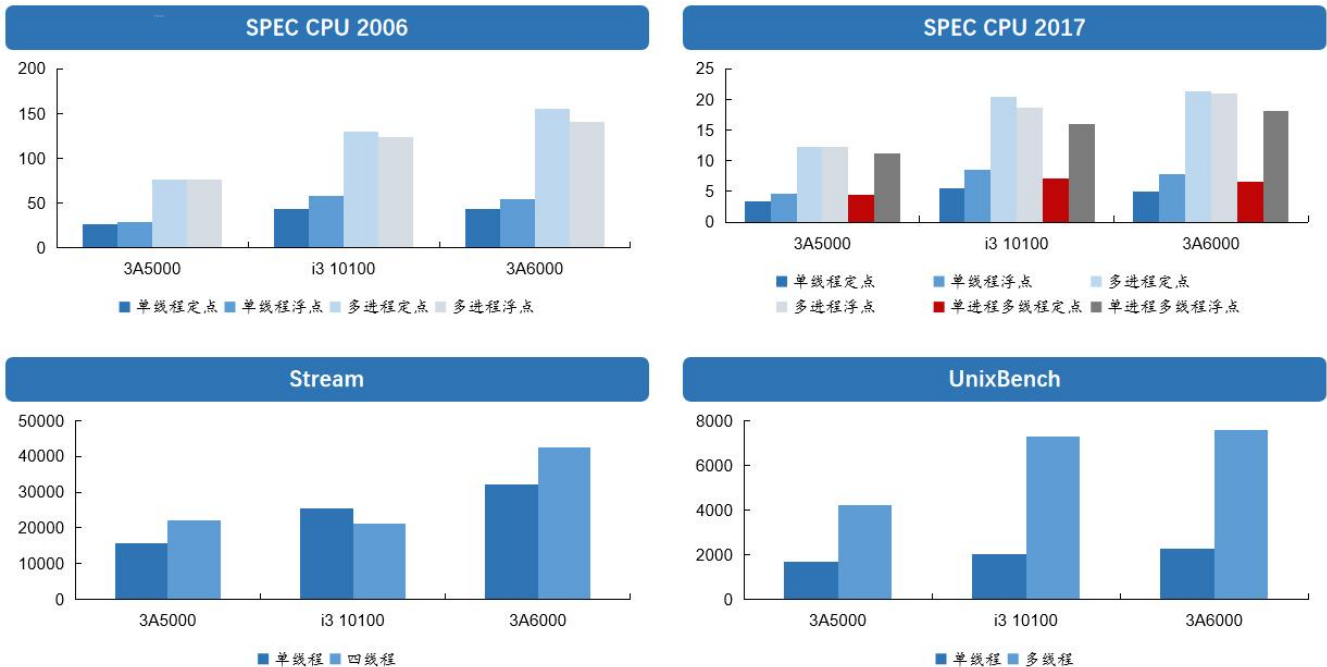 SPEC CPU 2006
200
150
100
50
0
3A5000 i3 10100 3A6000
单线程定点 单线程浮点 多进程定点 多进程浮点
SPEC CPU 2017
25
20
15
10
5
0
3A5000 i3 10100 3A6000
单线程定点 单线程浮点 多进程定点
多进程浮点 单进程多线程定点 单进程多线程浮点
Stream
50000
40000
30000
20000
10000
0
3A5000 i3 10100 3A6000
单线程 四线程
UnixBench
8000
6000
4000
2000
0
3A5000 i3 10100 3A6000
单线程 多线程